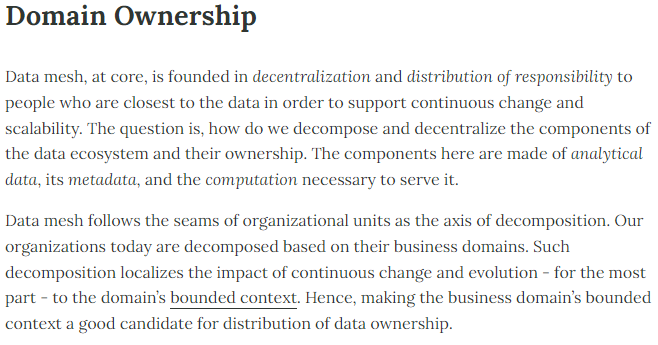 Domain Ownership
Data mesh, at core, is founded in decentralization and distribution of responsibility to
people who are closest to the data in order to support continuous change and
scalability. The question is, how do we decompose and decentralize the components of
the data ecosystem and their ownership. The components here are made of analytical
data, its metadata, and the computation necessary to serve it.
Data mesh follows the seams of organizational units as the axis of decomposition. Our
organizations today are decomposed based on their business domains. Such
decomposition localizes the impact of continuous change and evolution - for the most
part - to the domain's bounded context. Hence, making the business domain's bounded
context a good candidate for distribution of data ownership.